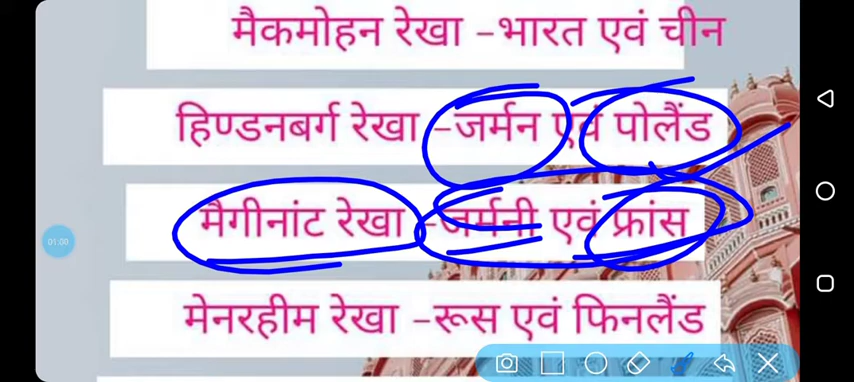 मैकमोहन रेखा -भारत एवं चीन
हिण्डनबर्ग रेखा -जर्मन एवं पोलैंड
मैगीनांट रेखा -जर्मनी एवं फ्रांस
मेनरहीम रेखा -रूस एवं फिनलैंड
01:00